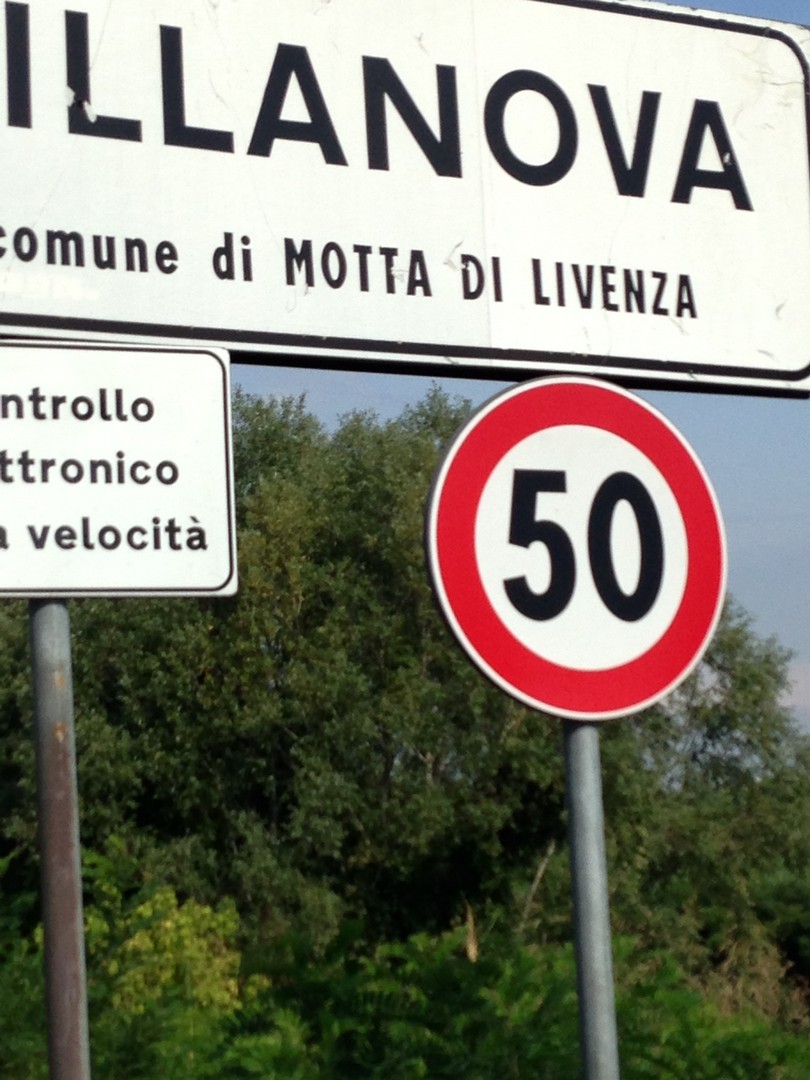 ILLANOVA
comune di MOTTA DI LIVENZA
ntrollo
ttronico
a velocità
50